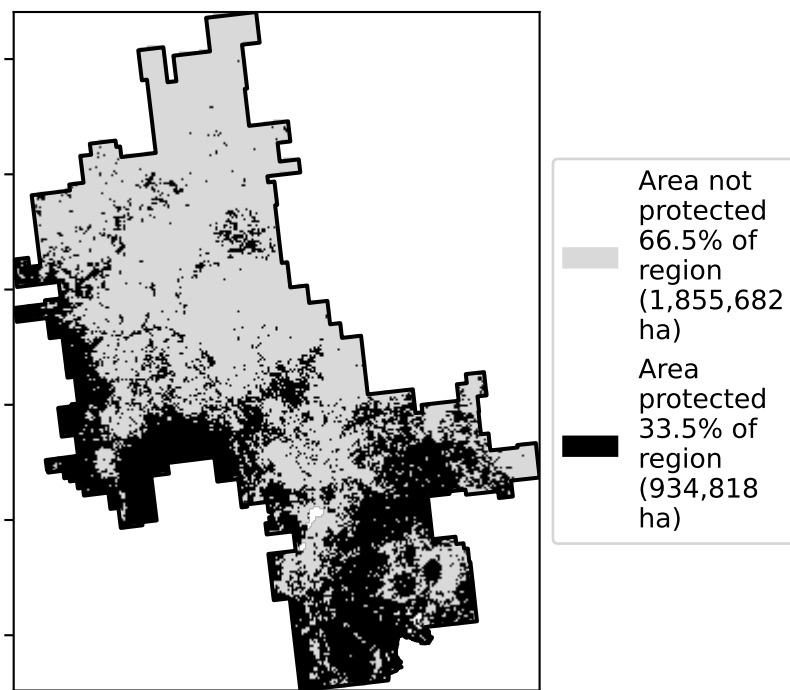 Area not
protected
66.5% of
region
(1,855,682
ha)
Area
protected
33.5% of
region
(934,818
ha)